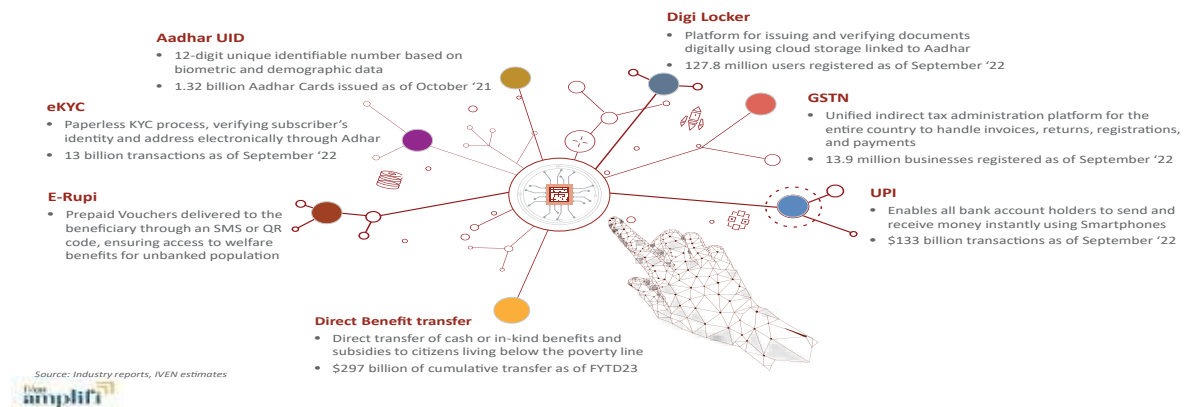 Digi Locker
• Platform for issuing and verifying documents
digitally using cloud storage linked to Aadhar
• 127.8 million users registered as of September ‘22
Aadhar UID
• 12-digit unique identifiable number based on
biometric and demographic data
• 1.32 billion Aadhar Cards issued as of October ‘21
eKYC
• Paperless KYC process, verifying subscriber’s
identity and address electronically through Adhar
• 13 billion transactions as of September ‘22
GSTN
• Unified indirect tax administration platform for the
entire country to handle invoices, returns, registrations,
and payments
• 13.9 million businesses registered as of September ‘22
E-Rupi
• Prepaid Vouchers delivered to the
beneficiary through an SMS or QR
code, ensuring access to welfare
benefits for unbanked population
UPI
• Enables all bank account holders to send and
receive money instantly using Smartphones
• $133 billion transactions as of September ‘22
Direct Benefit transfer
• Direct transfer of cash or in-kind benefits and
subsidies to citizens living below the poverty line
• $297 billion of cumulative transfer as of FYTD23
Source: Industry reports, IVEN estimates
amplifi